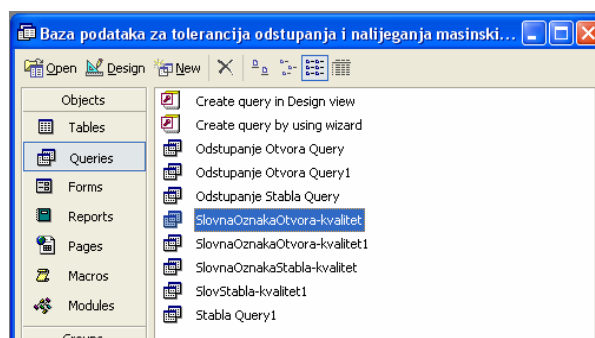 Baza podataka za tolerancija odstupanja i nalijeganja masinski...
Open Design New
Objects
Tables
Queries
Forms
Reports
Pages
Macros
Modules
Groups
Create query in Design view
Create query by using wizard
Odstupanje Otvora Query
Odstupanje Otvora Query1
Odstupanje Stabla Query
SlovnaOznakaOtvora-kvalitet
SlovnaOznakaOtvora-kvalitet1
SlovnaOznakaStabla-kvalitet
SlovStabla-kvalitet1
Stabla Query1